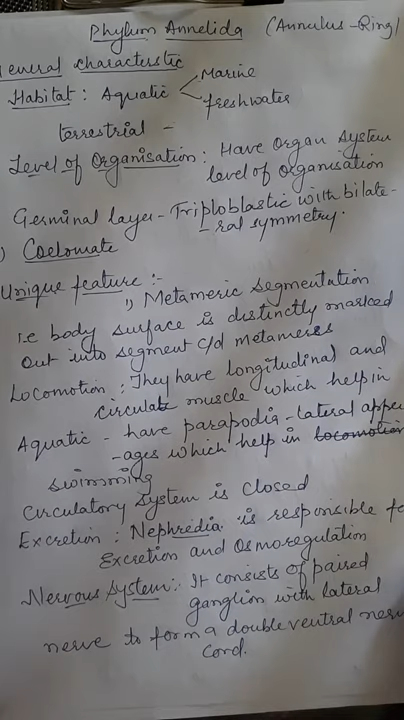 Phylum Annelida (Annulus-Ring)
General characterstic
Habitat: Aquatic Marine
freshwater
terrestrial -
Level of Organisation: Have Organ System
level of organisation
Germinal layer - Triploblastic with bilate-
-ral symmetry.
) Coelomate
Unique feature:-
1) Metameric Segmentation
i.e body surface is distinctly marked
out into segment c/d metameres
Locomotion: They have longitudinal and
circular muscle which help in
Aquatic - have parapodia - lateral appe
-ages which help in locomotion
swimming
Circulatory System is closed
Excretion: Nephredia is responsible fo
Excretion and Osmoregulation
Nervous System: It consists of paired
ganglion with lateral
nerve to form a double ventral nerv
Cord.